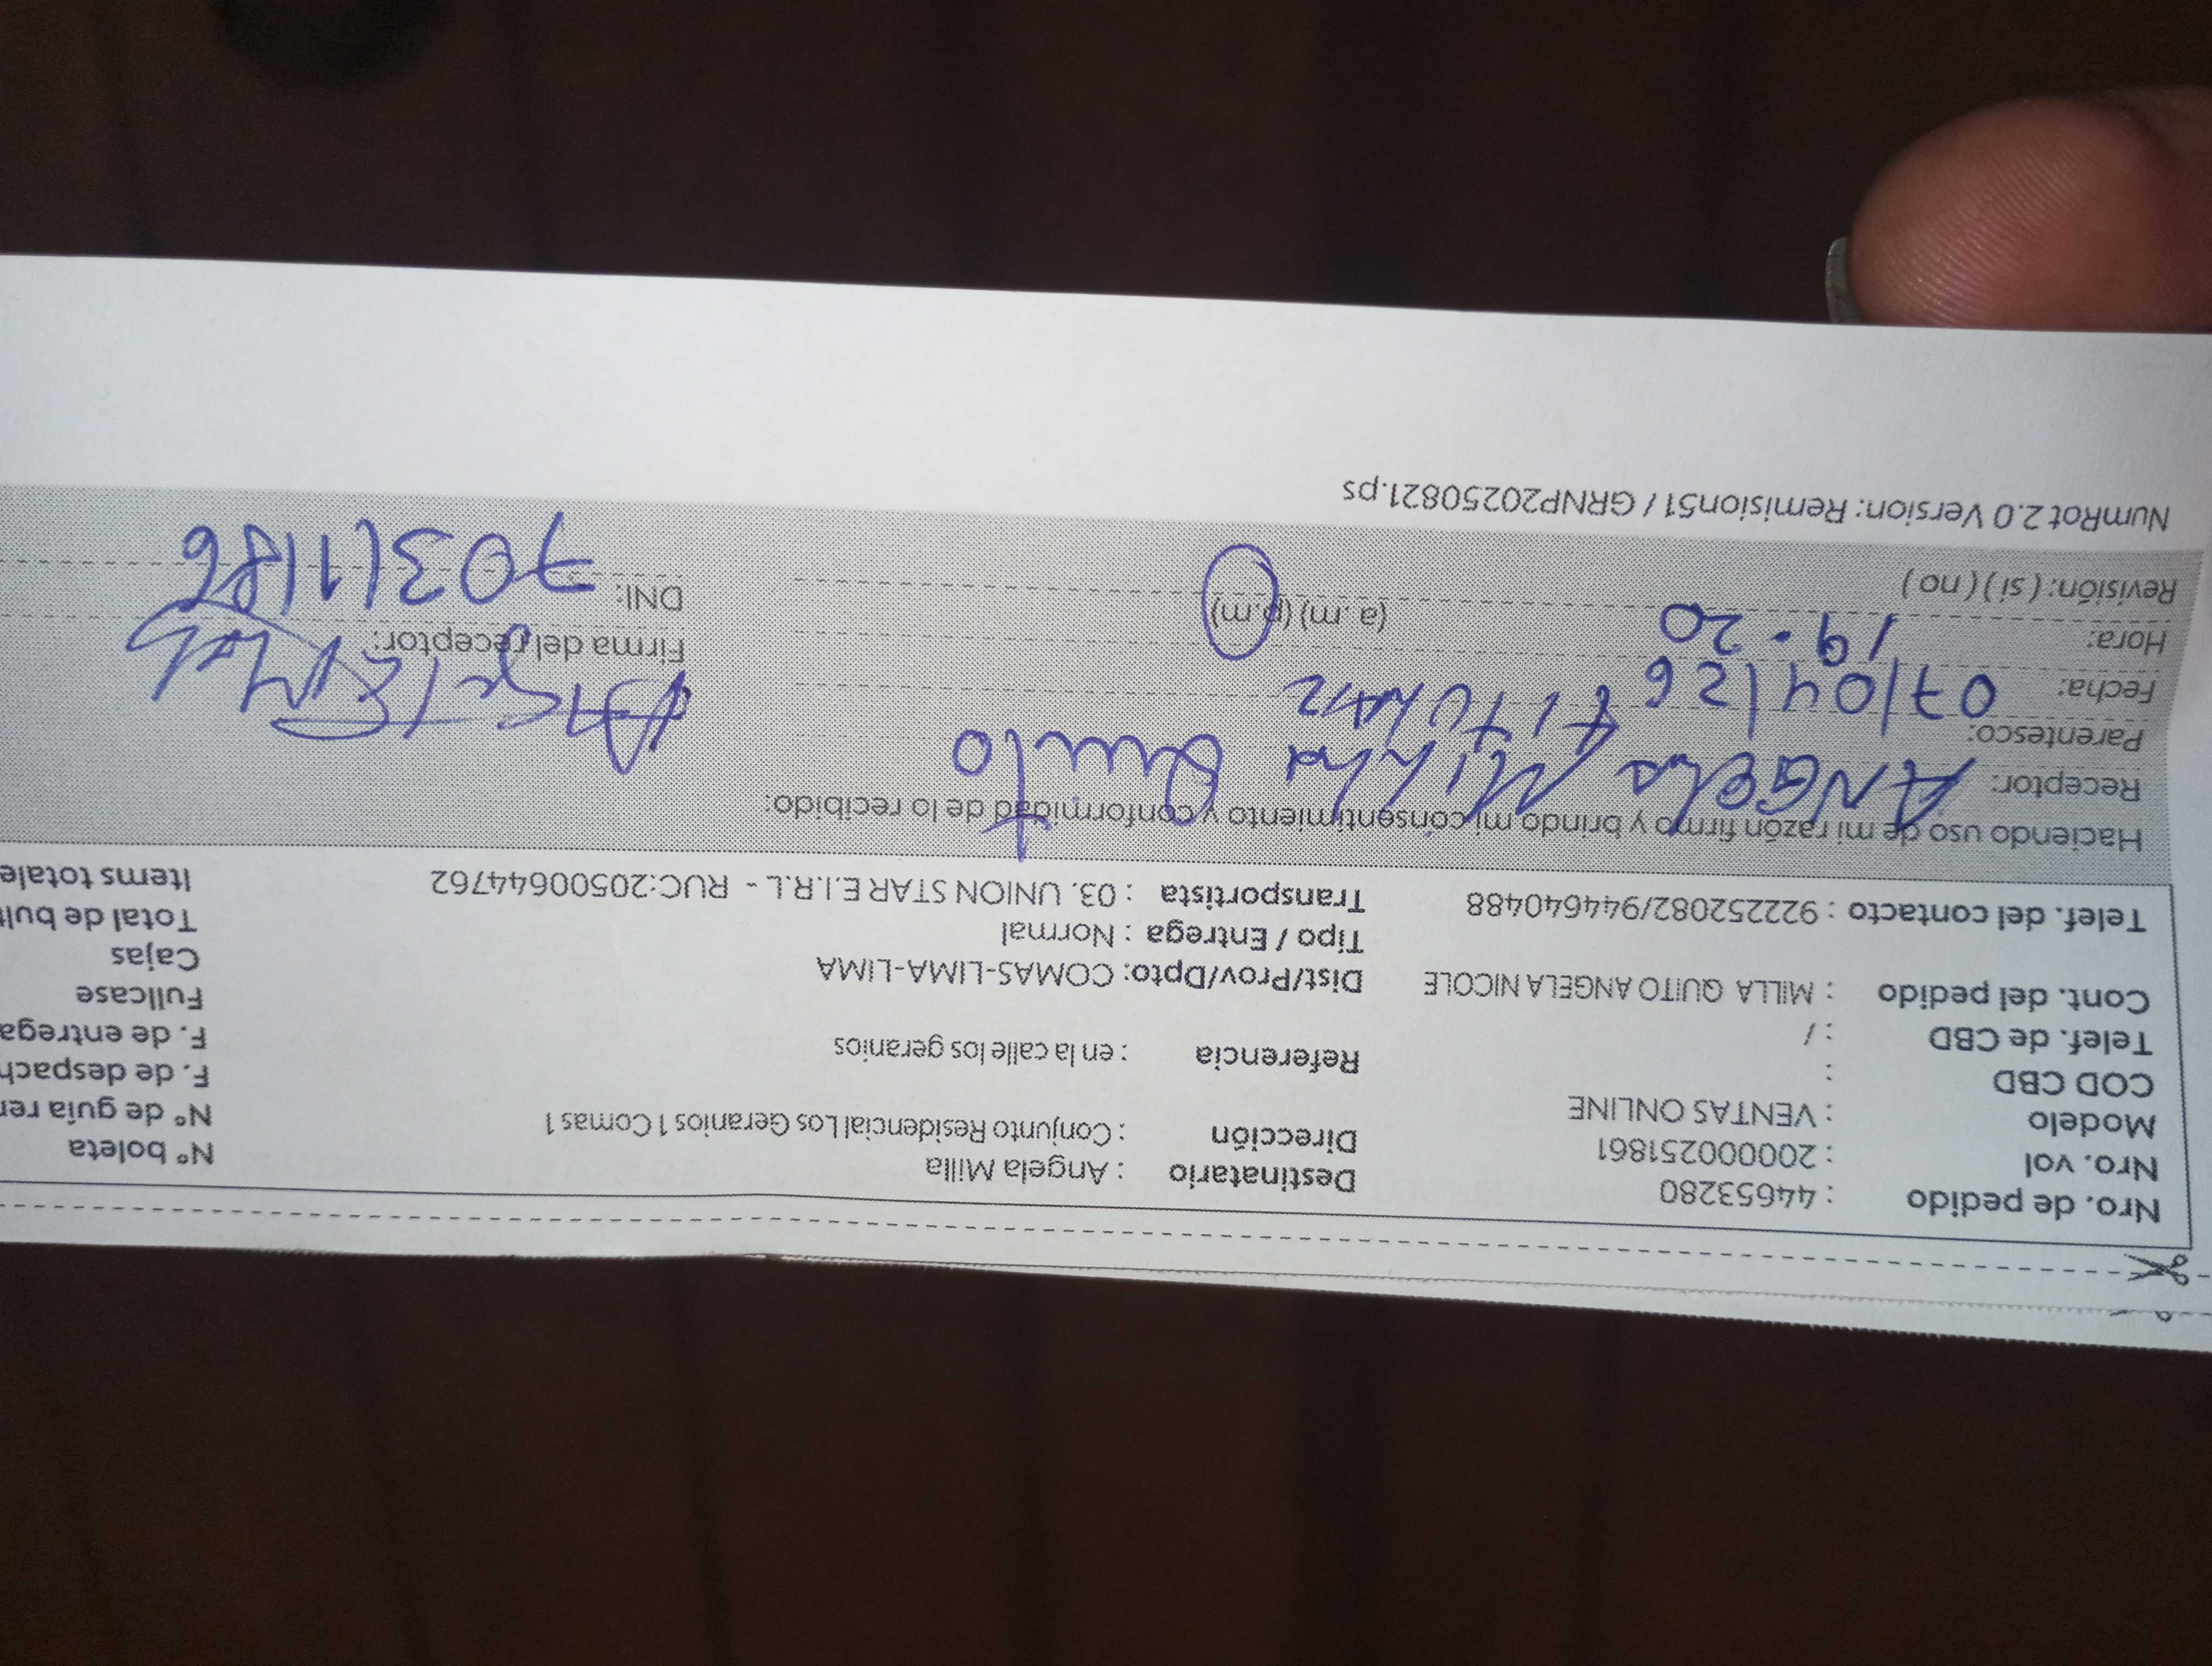 Nro. de pedido : 44653280
Nro. vol : 20000025186
Modelo : VENTAS ONLINE
COD CBD :
Telef. de CBD : /
Cont. del pedido : MILLA QUITO ANGELA NICOLE
Telef. del contacto : 922252082/944640488
Destinatario : Angela Milla
Dirección : Conjunto Residencial Los Geranios 1 Comas 1
Referencia : en la calle los geranios
Dist/Prov/Dpto: COMAS-LIMA-LIMA
Tipo / Entrega : Normal
Transportista : 03. UNION STAR E.I.R.L - RUC:20500644762
N° boleta
N° de guía
F. de despach
F. de entrega
Fullcase
Cajas
Total de bult
Items totale
Haciendo uso de mi razón firmo y brindo mi consentimiento y conformidad de lo recibido:
Receptor: ANGELA Milla Quito
Parentesco: TITULAR
Fecha: 07/04/26
Hora: 19.20 (a.m) (p.m)
Revisión: (si) (no)
Firma del receptor:
DNI: 70311186
NumRot 2.0 Version: Remision51 / GRNP20250821.ps